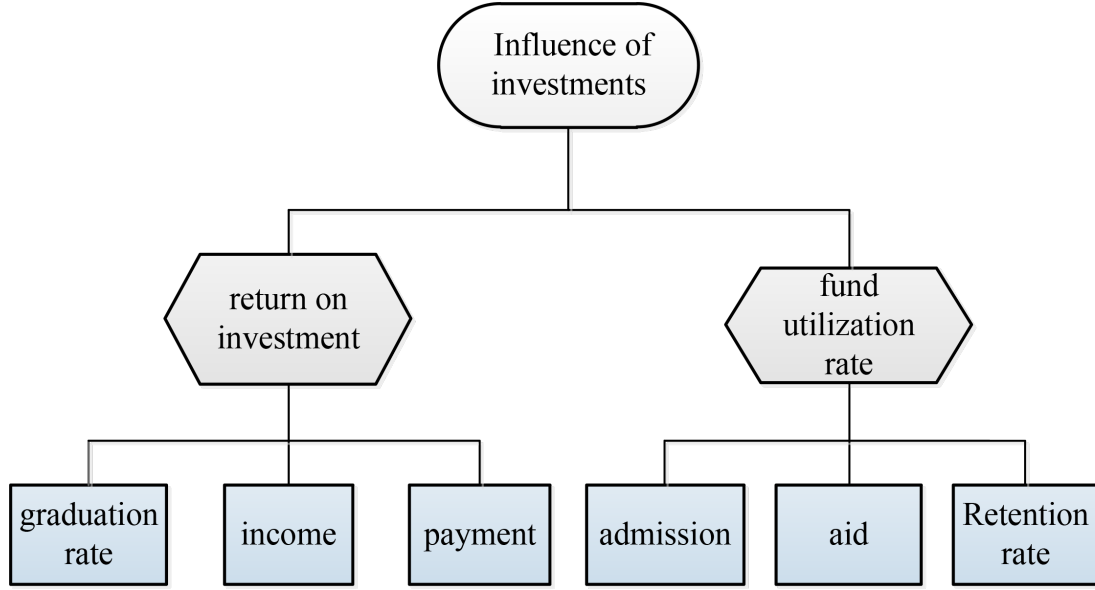 Influence of
investments
return on
investment
fund
utilization
rate
graduation
rate
income
payment
admission
aid
Retention
rate